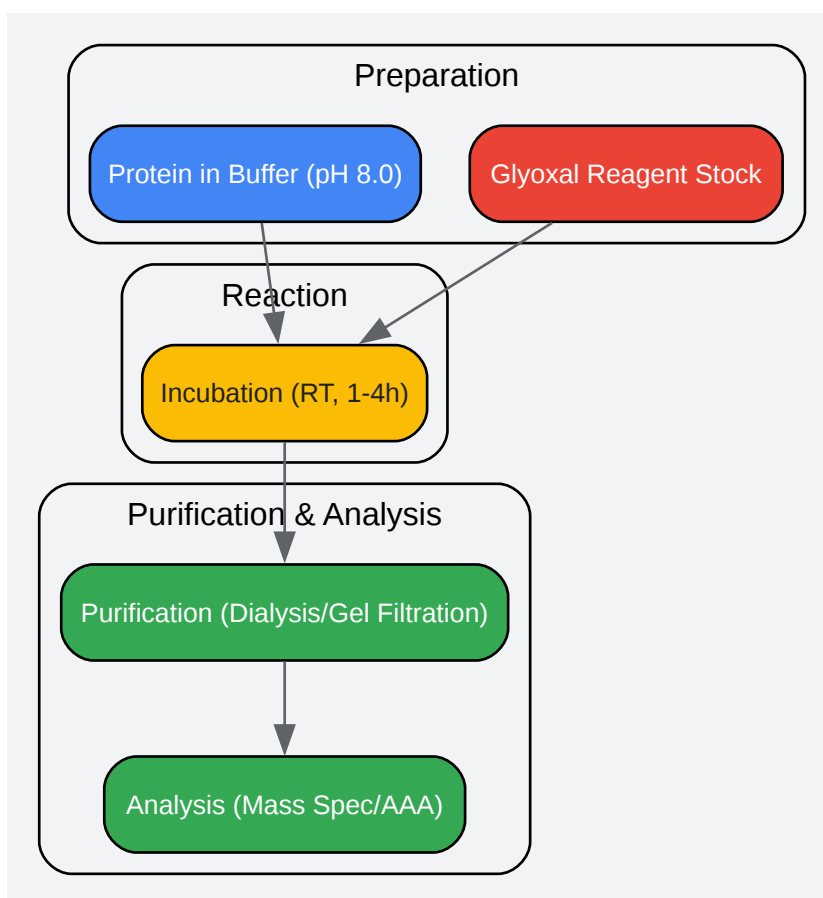 Preparation
Protein in Buffer (pH 8.0)
Glyoxal Reagent Stock
Reaction
Incubation (RT, 1-4h)
Purification & Analysis
Purification (Dialysis/Gel Filtration)
Analysis (Mass Spec/AAA)